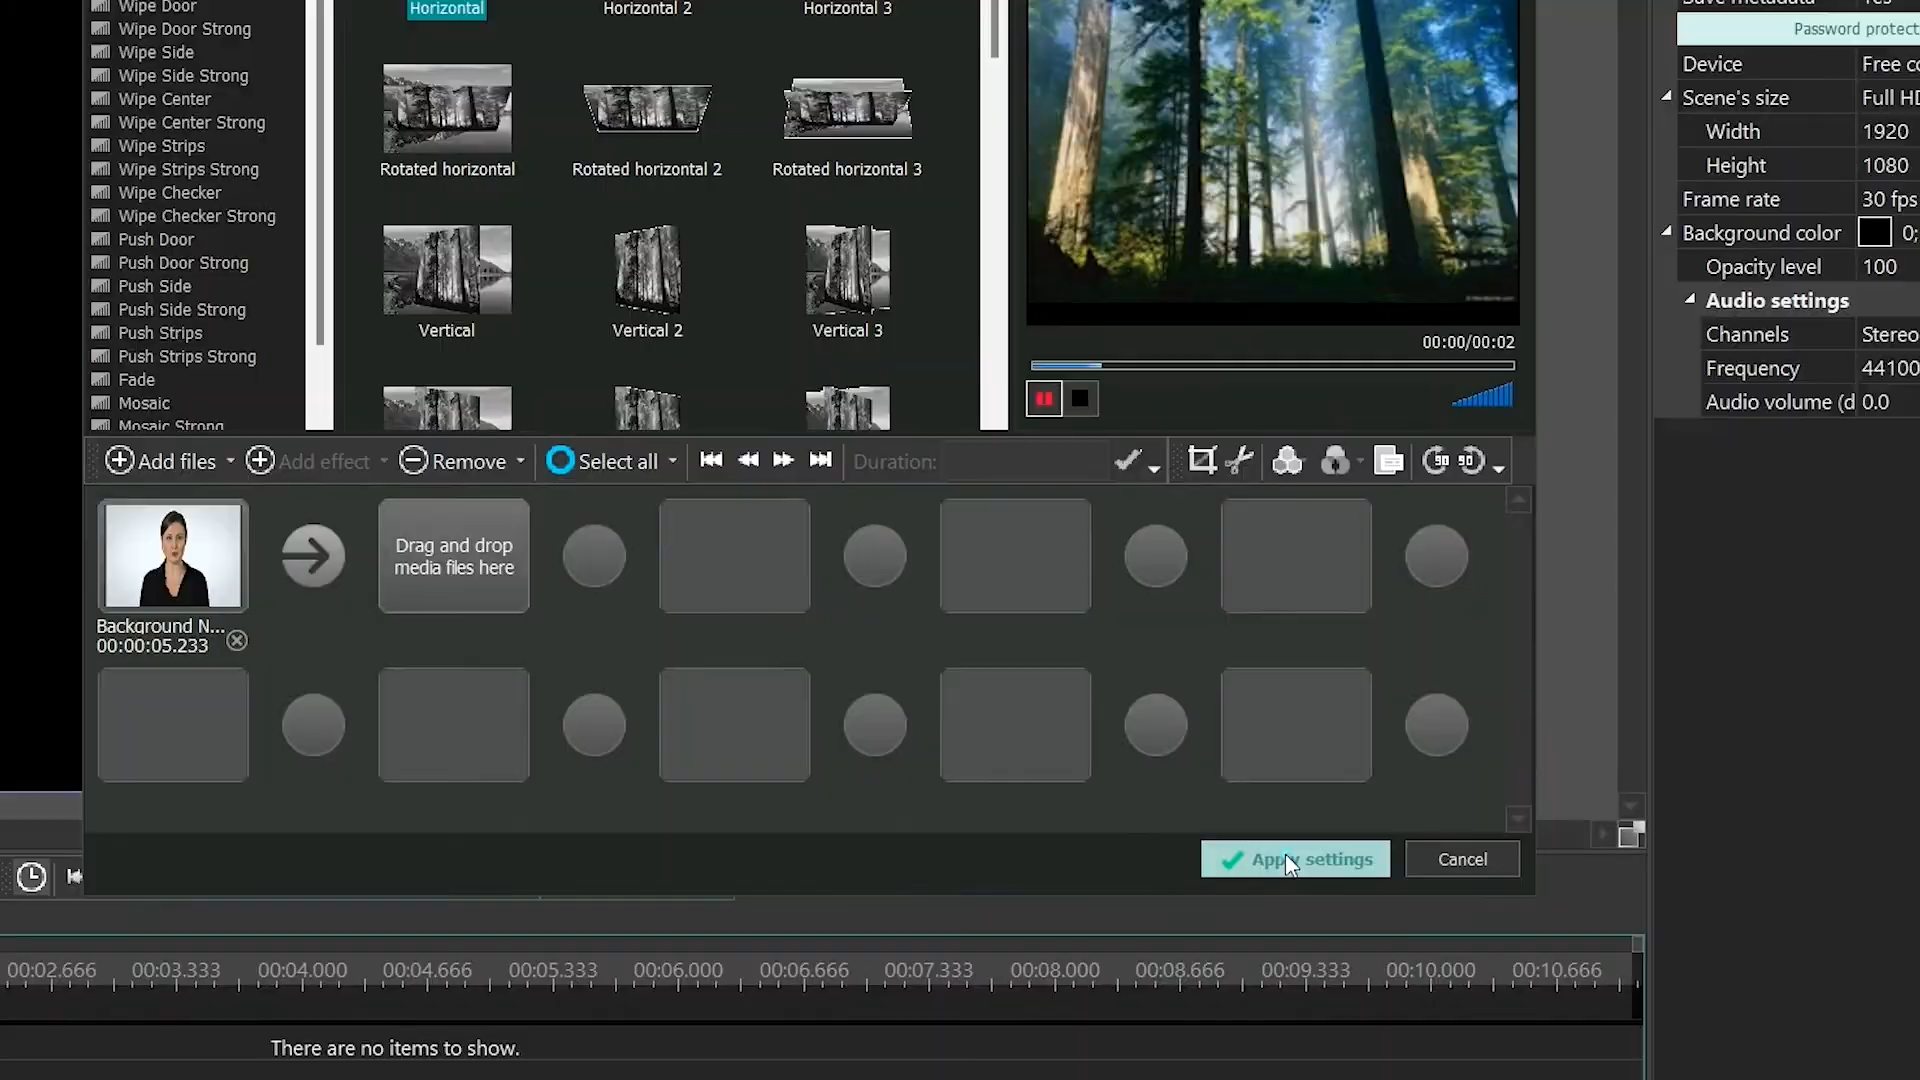 Wipe Door
Wipe Door Strong
Wipe Side
Wipe Side Strong
Wipe Center
Wipe Center Strong
Wipe Strips
Wipe Strips Strong
Wipe Checker
Wipe Checker Strong
Push Door
Push Door Strong
Push Side
Push Side Strong
Push Strips
Push Strips Strong
Fade
Mosaic
Mosaic Strong
Horizontal
Horizontal 2
Horizontal 3
Rotated horizontal
Rotated horizontal 2
Rotated horizontal 3
Vertical
Vertical 2
Vertical 3
00:00/00:02
Save metadata Yes
Password protect
Device Free co
Scene's size Full HD
Width 1920
Height 1080
Frame rate 30 fps
Background color 0;
Opacity level 100
Audio settings
Channels Stereo
Frequency 44100
Audio volume (d 0.0
Add files
Add effect
Remove
Select all
Duration:
90 90
Drag and drop
media files here
Background N...
00:00:05.233
Apply settings
Cancel
00:02.666 00:03.333 00:04.000 00:04.666 00:05.333 00:06.000 00:06.666 00:07.333 00:08.000 00:08.666 00:09.333 00:10.000 00:10.666
There are no items to show.